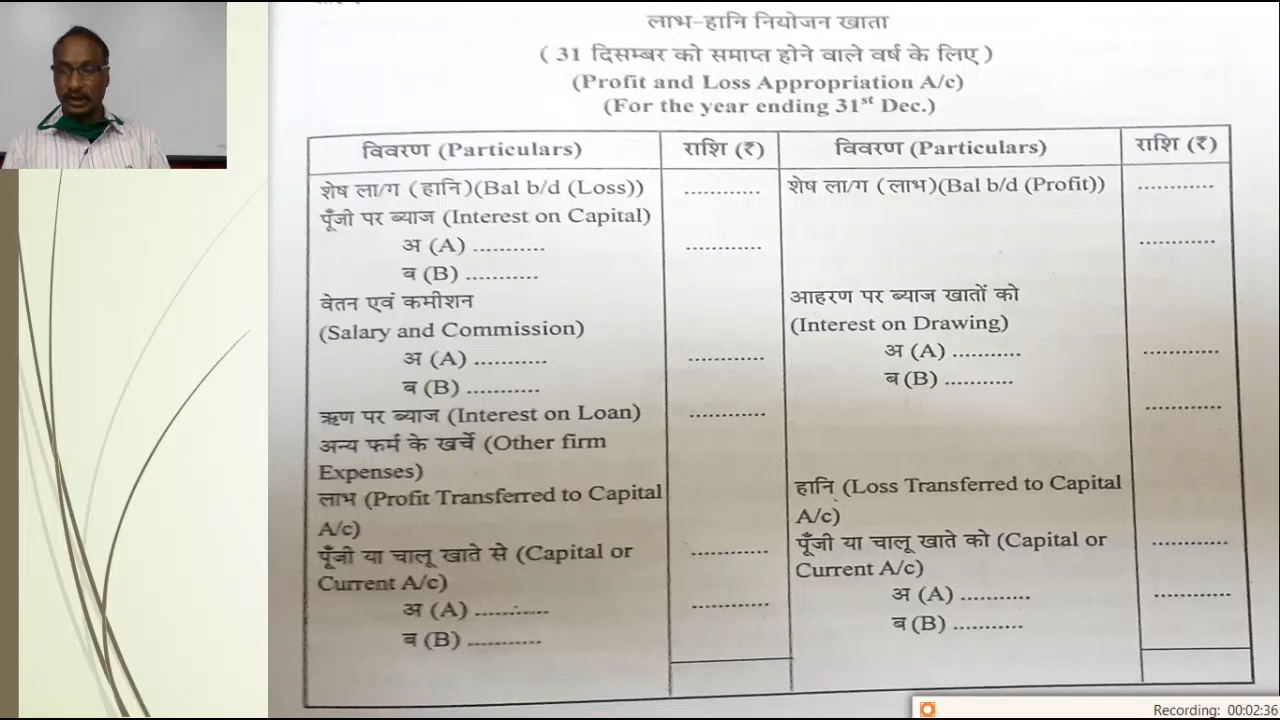 लाभ-हानि नियोजन खाता
( 31 दिसम्बर को समाप्त होने वाले वर्ष के लिए )
(Profit and Loss Appropriation A/c)
(For the year ending 31st Dec.)
विवरण (Particulars) राशि (₹) विवरण (Particulars) राशि (₹)
शेष ला/ग (हानि)(Bal b/d (Loss)) ............ शेष ला/ग (लाभ)(Bal b/d (Profit)) ............
पूँजी पर ब्याज (Interest on Capital)
अ (A) ........... ............ ............
ब (B) ...........
वेतन एवं कमीशन आहरण पर ब्याज खातों को
(Salary and Commission) (Interest on Drawing)
अ (A) ........... ............ अ (A) ........... ............
ब (B) ........... ब (B) ...........
ऋण पर ब्याज (Interest on Loan) ............ ............
अन्य फर्म के खर्चे (Other firm
Expenses)
लाभ (Profit Transferred to Capital हानि (Loss Transferred to Capital
A/c) A/c)
पूँजी या चालू खाते से (Capital or ............ पूँजी या चालू खाते को (Capital or ............
Current A/c) Current A/c)
अ (A) ........... ............ अ (A) ........... ............
ब (B) ........... ब (B) ...........
Recording: 00:02:36